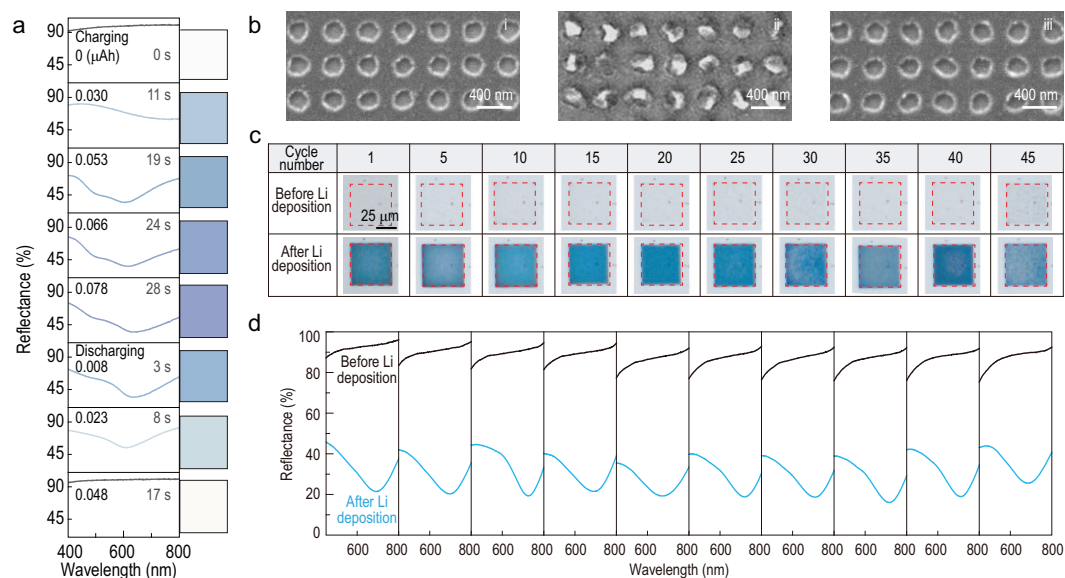 a
Reflectance (%)
90
45
Charging
0 (μAh)
0 s
90
45
0.030
11 s
90
45
0.053
19 s
90
45
0.066
24 s
90
45
0.078
28 s
90
45
Discharging
0.008
3 s
90
45
0.023
8 s
90
45
0.048
17 s
400 600 800
Wavelength (nm)
b
i
400 nm
ii
400 nm
iii
400 nm
c
Cycle number 1 5 10 15 20 25 30 35 40 45
Before Li deposition
25 μm
After Li deposition
d
Reflectance (%)
100
80
60
40
20
0
Before Li
deposition
After Li
deposition
600 800 600 800 600 800 600 800 600 800 600 800 600 800 600 800 600 800 600 800
Wavelength (nm)
Wavelength (nm)